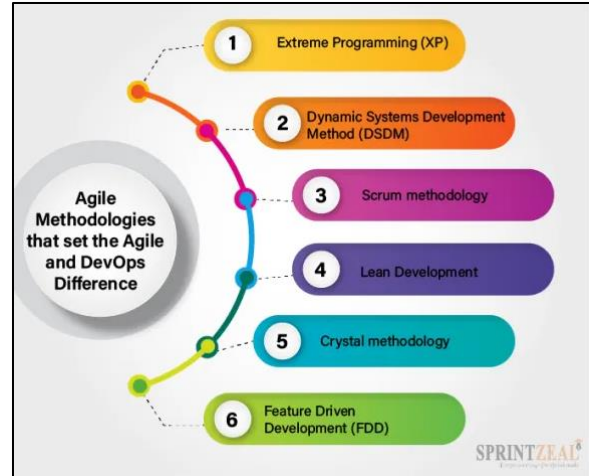 1
Extreme Programming (XP)
2
Dynamic Systems Development
Method (DSDM)
3
Scrum methodology
Agile
Methodologies
that set the Agile
and DevOps
Difference
4
Lean Development
5
Crystal methodology
6
Feature Driven
Development (FDD)
SPRINTZEAL®